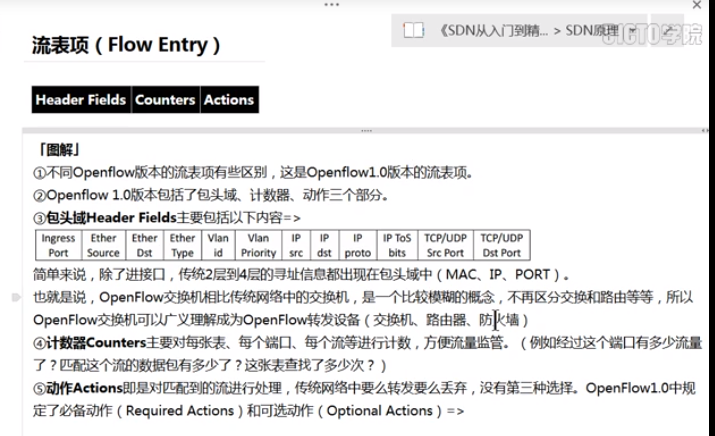 《SDN从入门到精... > SDN原理
51CTO学院
流表项（Flow Entry）
Header Fields Counters Actions
「图解」
①不同Openflow版本的流表项有些区别，这是Openflow1.0版本的流表项。
②Openflow 1.0版本包括了包头域、计数器、动作三个部分。
③包头域Header Fields主要包括以下内容=>
Ingress Ether Ether Ether Vlan Vlan IP IP IP IP ToS TCP/UDP TCP/UDP
Port Source Dst Type id Priority src dst proto bits Src Port Dst Port
简单来说，除了进接口，传统2层到4层的寻址信息都出现在包头域中（MAC、IP、PORT）。
也就是说，OpenFlow交换机相比传统网络中的交换机，是一个比较模糊的概念，不再区分交换和路由等等，所以
OpenFlow交换机可以广义理解成为OpenFlow转发设备（交换机、路由器、防火墙）
④计数器Counters主要对每张表、每个端口、每个流等进行计数，方便流量监管。（例如经过这个端口有多少流量
了？匹配这个流的数据包有多少了？这张表查找了多少次？）
⑤动作Actions即是对匹配到的流进行处理，传统网络中要么转发要么丢弃，没有第三种选择。OpenFlow1.0中规
定了必备动作（Required Actions）和可选动作（Optional Actions）=>